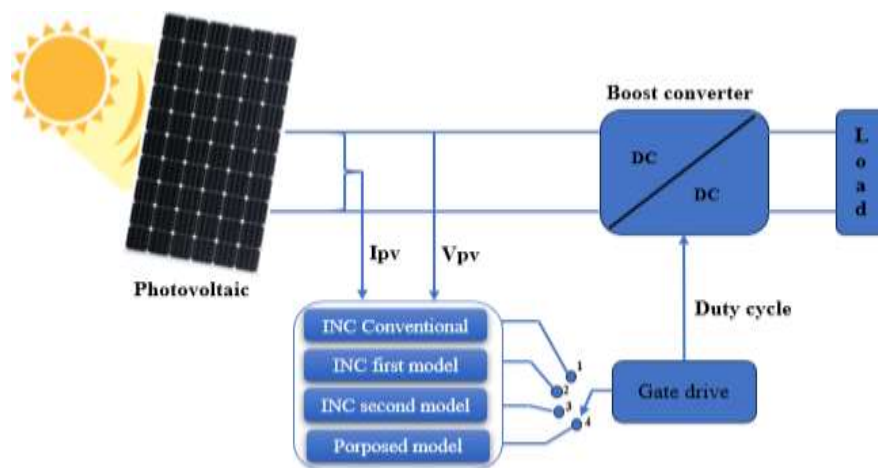 Boost converter
DC
DC
L
o
a
d
Photovoltaic
Ipv
Vpv
Duty cycle
INC Conventional
INC first model
INC second model
Porposed model
1
2
3
4
Gate drive